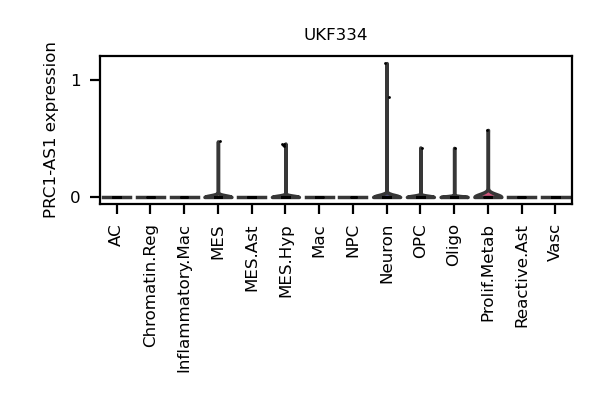 UKF334
PRC1-AS1 expression
1
0
AC
Chromatin.Reg
Inflammatory.Mac
MES
MES.Ast
MES.Hyp
Mac
NPC
Neuron
OPC
Oligo
Prolif.Metab
Reactive.Ast
Vasc